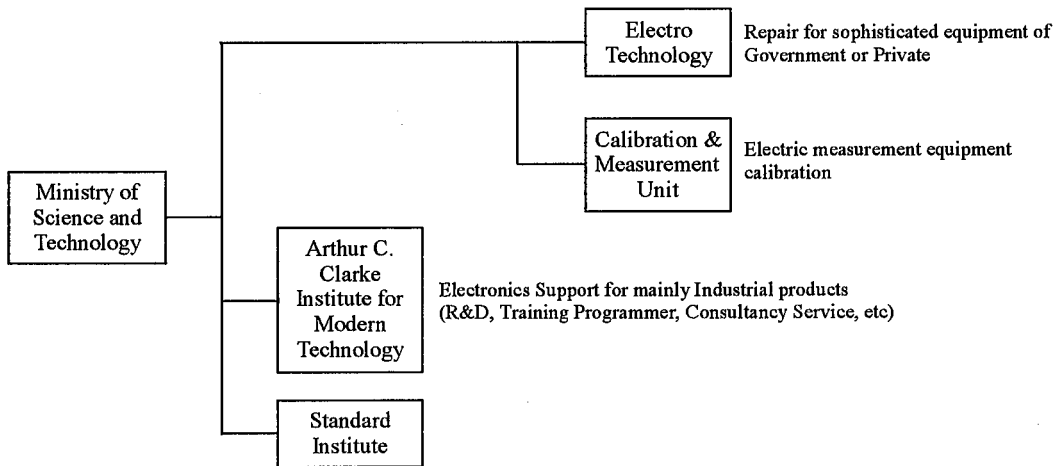 Electro
Technology
Repair for sophisticated equipment of
Government or Private
Calibration &
Measurement
Unit
Electric measurement equipment
calibration
Ministry of
Science and
Technology
Arthur C.
Clarke
Institute for
Modern
Technology
Electronics Support for mainly Industrial products
(R&D, Training Programmer, Consultancy Service, etc)
Standard
Institute